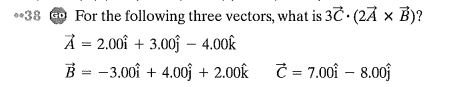 ••38 GO For the following three vectors, what is 3C⃗ · (2A⃗ × B⃗)?
A⃗ = 2.00î + 3.00ĵ − 4.00k̂
B⃗ = −3.00î + 4.00ĵ + 2.00k̂ C⃗ = 7.00î − 8.00ĵ